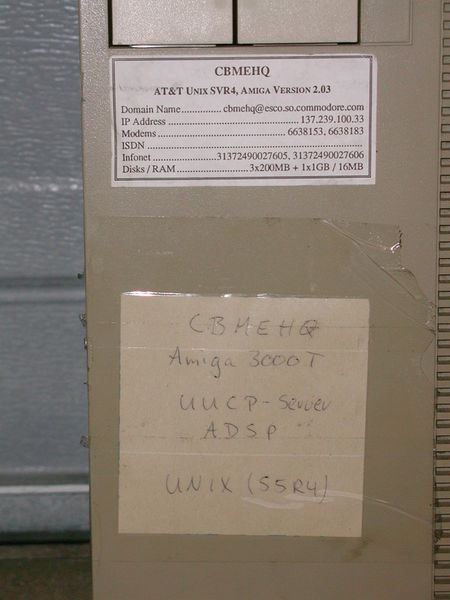 CBMEHQ
AT&T UNIX SVR4, AMIGA VERSION 2.03
Domain Name............... cbmehq@esco.so.commodore.com
IP Address ........................................ 137.239.100.33
Modems ........................................ 6638153, 6638183
ISDN ................................................................
Infonet ........................31372490027605, 31372490027606
Disks / RAM........................3x200MB + 1x1GB / 16MB
CBMEHQ
Amiga 3000T
UUCP-Server
ADSP
UNIX (S5R4)